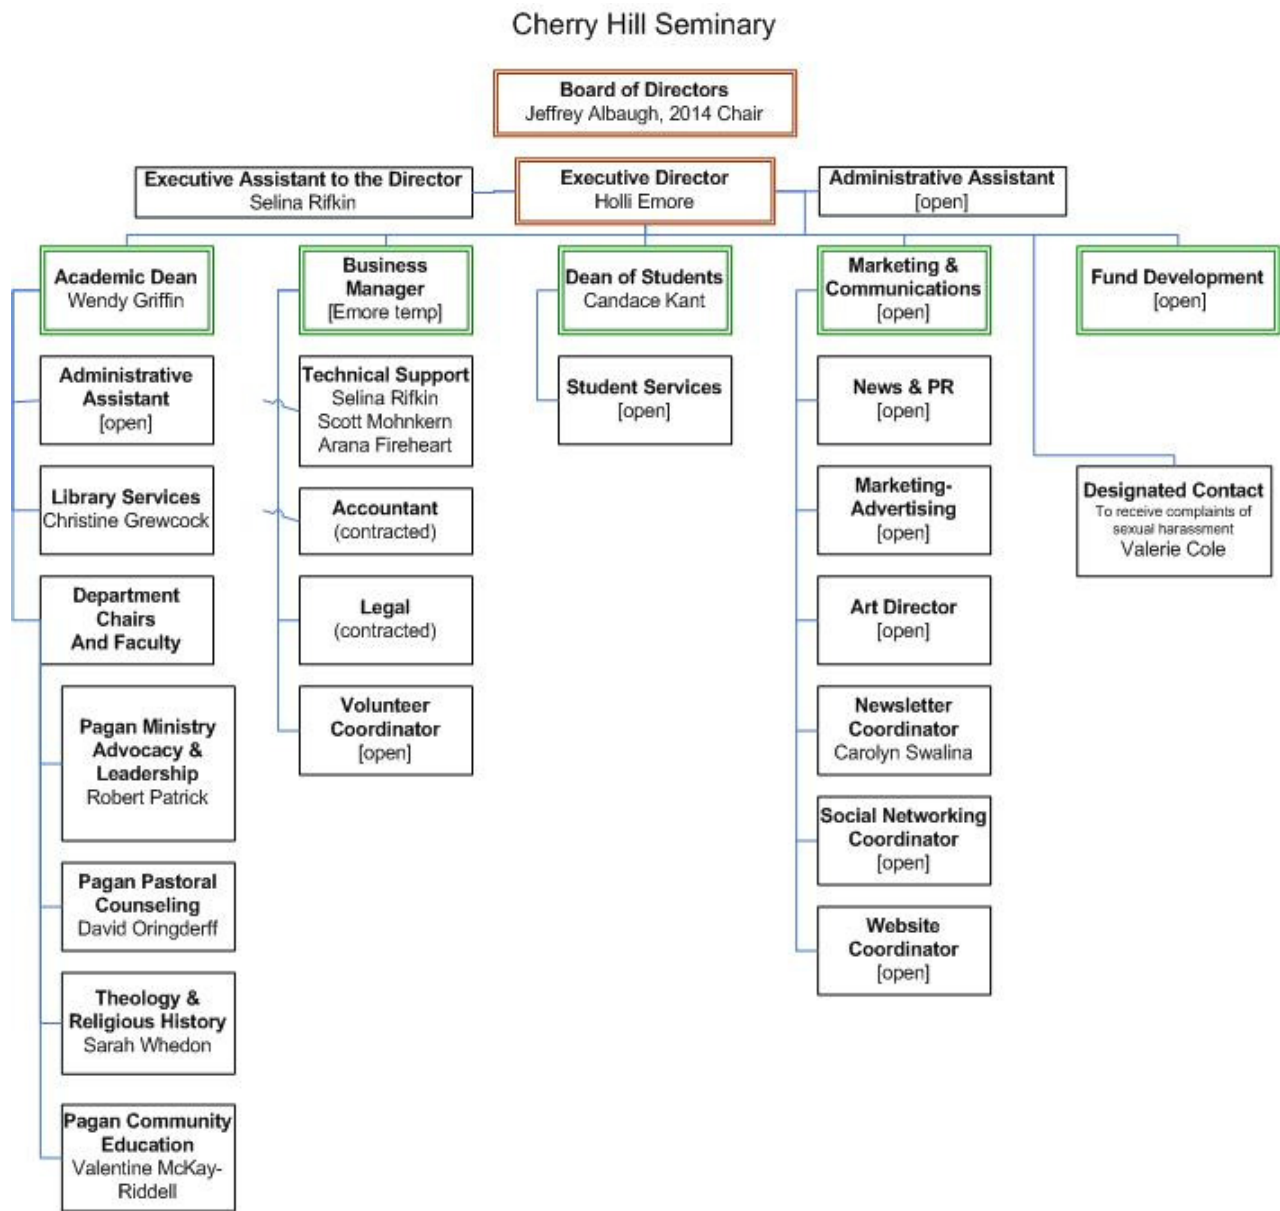 Cherry Hill Seminary
Board of Directors
Jeffrey Albaugh, 2014 Chair
Executive Assistant to the Director
Selina Rifkin
Executive Director
Holli Emore
Administrative Assistant
[open]
Academic Dean
Wendy Griffin
Business
Manager
[Emore temp]
Dean of Students
Candace Kant
Marketing &
Communications
[open]
Fund Development
[open]
Administrative
Assistant
[open]
Technical Support
Selina Rifkin
Scott Mohnkern
Arana Fireheart
Student Services
[open]
News & PR
[open]
Library Services
Christine Grewcock
Accountant
(contracted)
Marketing-
Advertising
[open]
Designated Contact
To receive complaints of
sexual harassment
Valerie Cole
Department
Chairs
And Faculty
Legal
(contracted)
Art Director
[open]
Pagan Ministry
Advocacy &
Leadership
Robert Patrick
Volunteer
Coordinator
[open]
Newsletter
Coordinator
Carolyn Swalina
Social Networking
Coordinator
[open]
Pagan Pastoral
Counseling
David Oringderff
Website
Coordinator
[open]
Theology &
Religious History
Sarah Whedon
Pagan Community
Education
Valentine McKay-
Riddell